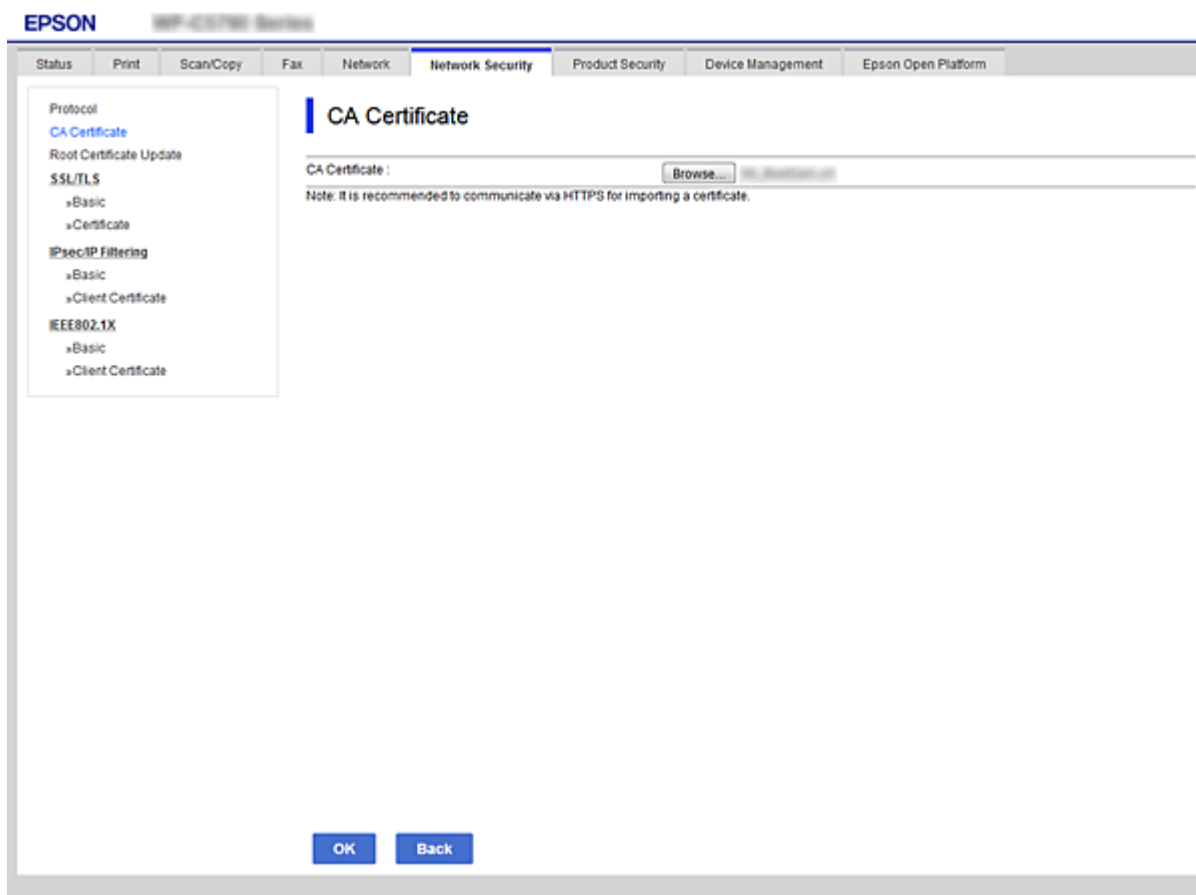 EPSON
Status Print Scan/Copy Fax Network Network Security Product Security Device Management Epson Open Platform
Protocol
CA Certificate
Root Certificate Update
SSL/TLS
»Basic
»Certificate
IPsec/IP Filtering
»Basic
»Client Certificate
IEEE802.1X
»Basic
»Client Certificate
CA Certificate
CA Certificate :
Browse...
Note: It is recommended to communicate via HTTPS for importing a certificate.
OK Back